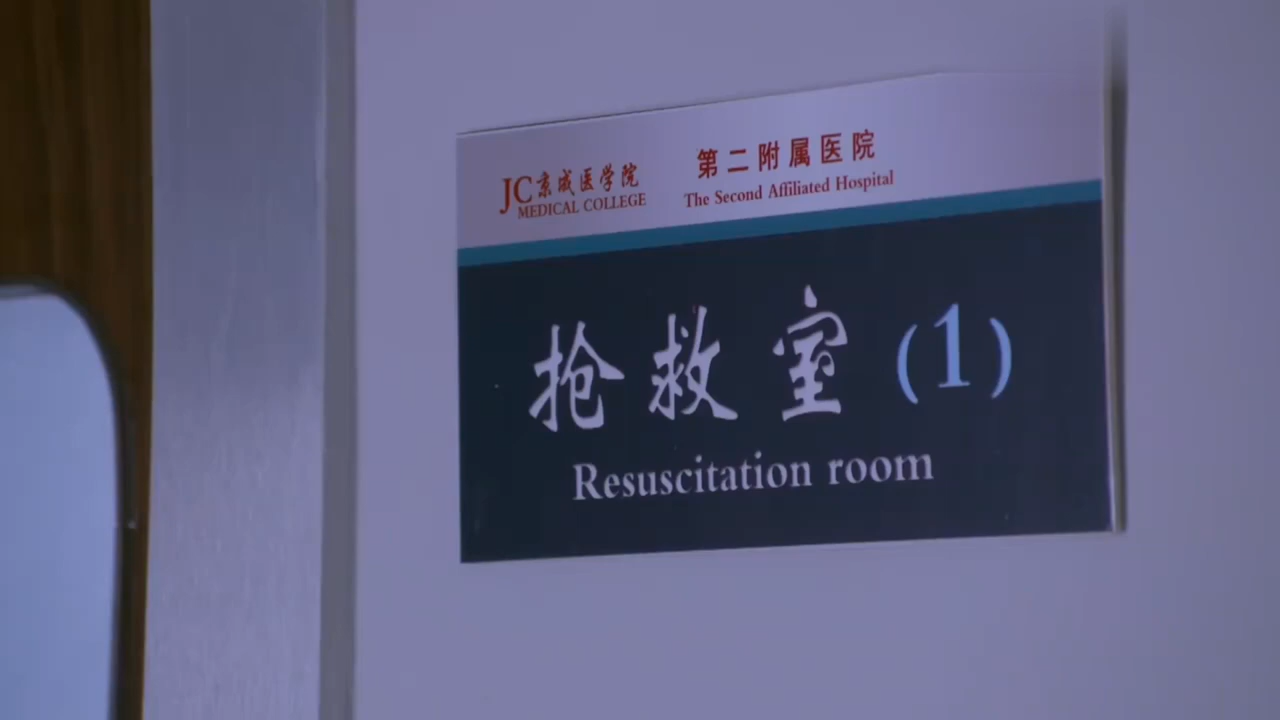 JC京成医学院
MEDICAL COLLEGE
第二附属医院
The Second Affiliated Hospital
抢救室(1)
Resuscitation room